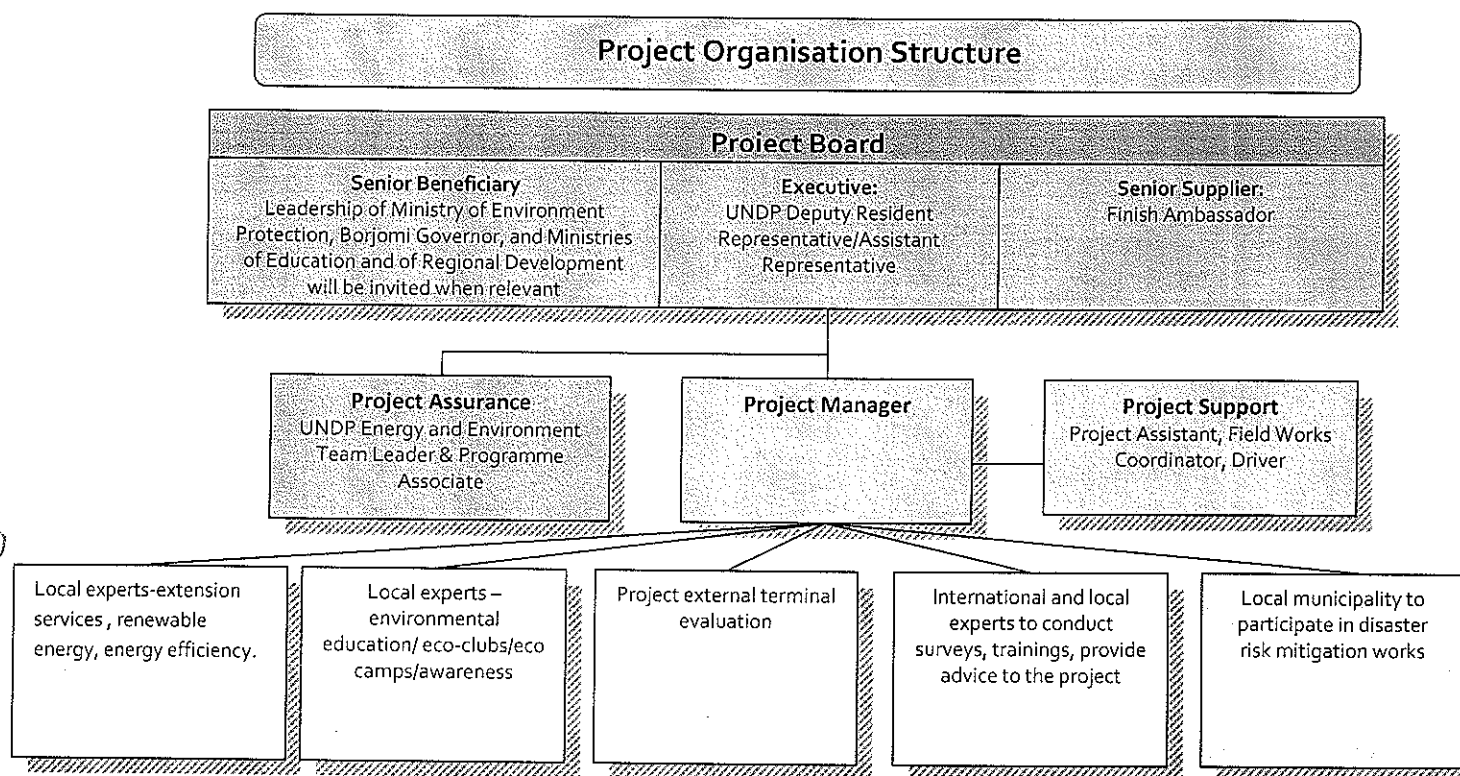 Project Organisation Structure
Project Board
Senior Beneficiary
Leadership of Ministry of Environment
Protection, Borjomi Governor, and Ministries
of Education and of Regional Development
will be invited when relevant
Executive:
UNDP Deputy Resident
Representative/Assistant
Representative
Senior Supplier:
Finish Ambassador
Project Assurance
UNDP Energy and Environment
Team Leader & Programme
Associate
Project Manager
Project Support
Project Assistant, Field Works
Coordinator, Driver
Local experts-extension
services , renewable
energy, energy efficiency.
Local experts –
environmental
education/ eco-clubs/eco
camps/awareness
Project external terminal
evaluation
International and local
experts to conduct
surveys, trainings, provide
advice to the project
Local municipality to
participate in disaster
risk mitigation works